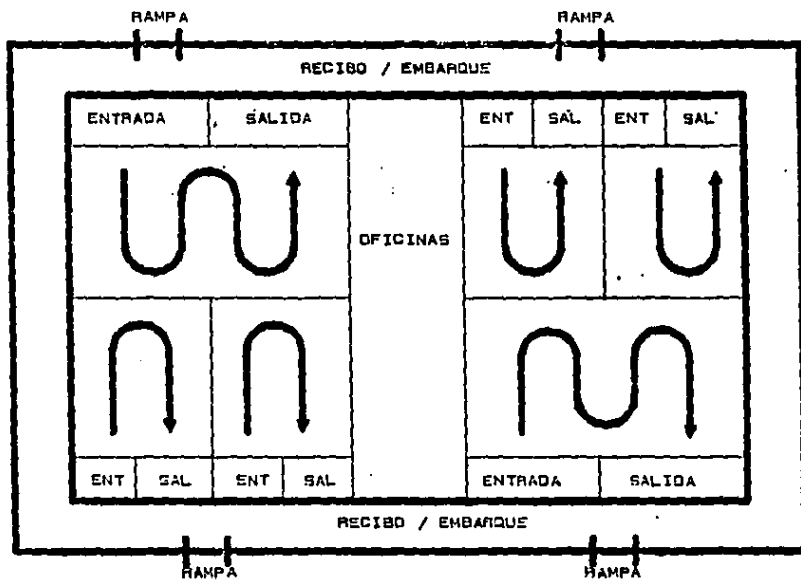 RAMPA RAMPA
RECIBO / EMBARQUE
ENTRADA SALIDA ENT SAL ENT SAL
OFICINAS
ENT SAL ENT SAL ENTRADA SALIDA
RECIBO / EMBARQUE
RAMPA RAMPA